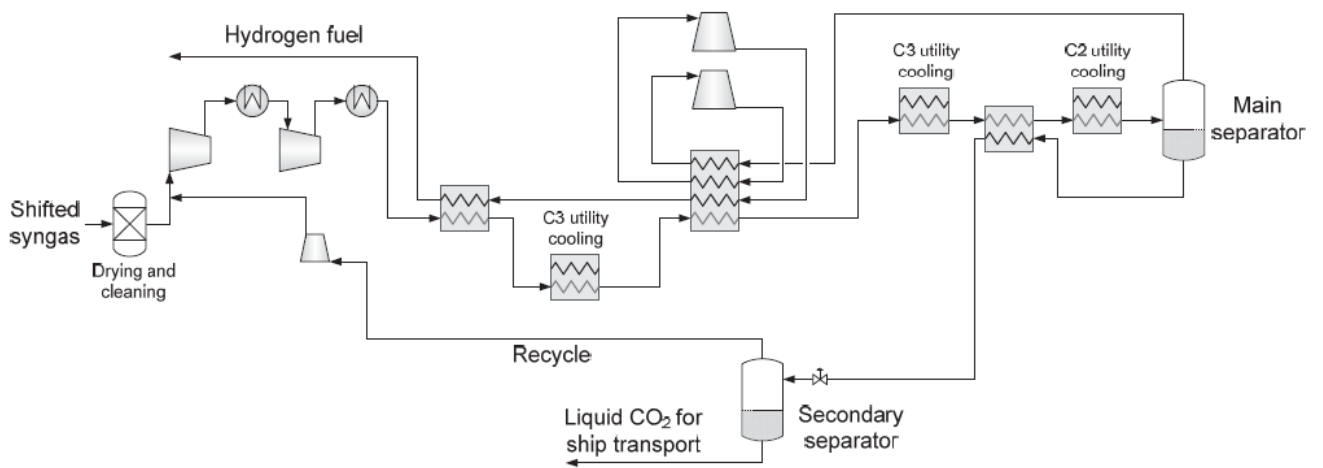 Hydrogen fuel
C3 utility
cooling
C2 utility
cooling
Main
separator
Shifted
syngas
Drying and
cleaning
C3 utility
cooling
Recycle
Liquid CO₂ for
ship transport
Secondary
separator